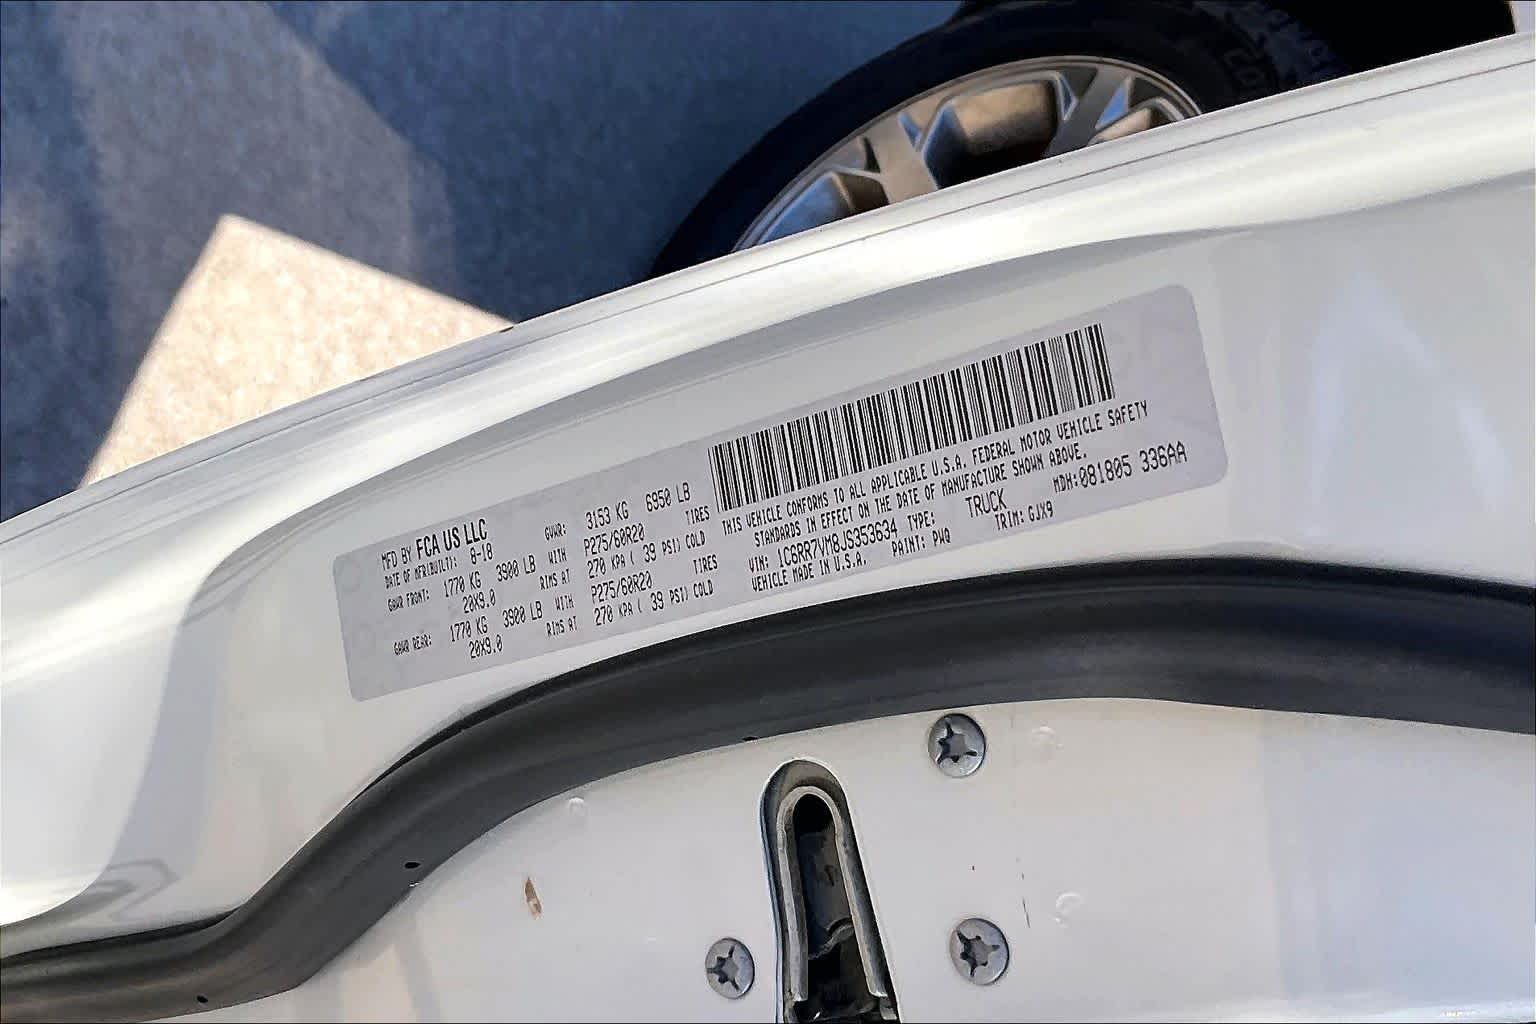 MFD BY FCA US LLC
DATE OF MFR(BUILT): 8-18 GVWR: 3153 KG 6950 LB
GAWR FRONT: 1770 KG 3900 LB WITH P275/60R20 TIRES
20X9.0 RIMS AT 270 KPA ( 39 PSI) COLD
GAWR REAR: 1770 KG 3900 LB WITH P275/60R20 TIRES
20X9.0 RIMS AT 270 KPA ( 39 PSI) COLD
THIS VEHICLE CONFORMS TO ALL APPLICABLE U.S.A. FEDERAL MOTOR VEHICLE SAFETY
STANDARDS IN EFFECT ON THE DATE OF MANUFACTURE SHOWN ABOVE.
VIN: 1C6RR7VM8JS353634 TYPE: TRUCK MDH:081805 336AA
VEHICLE MADE IN U.S.A. PAINT: PWQ TRIM: GJX9